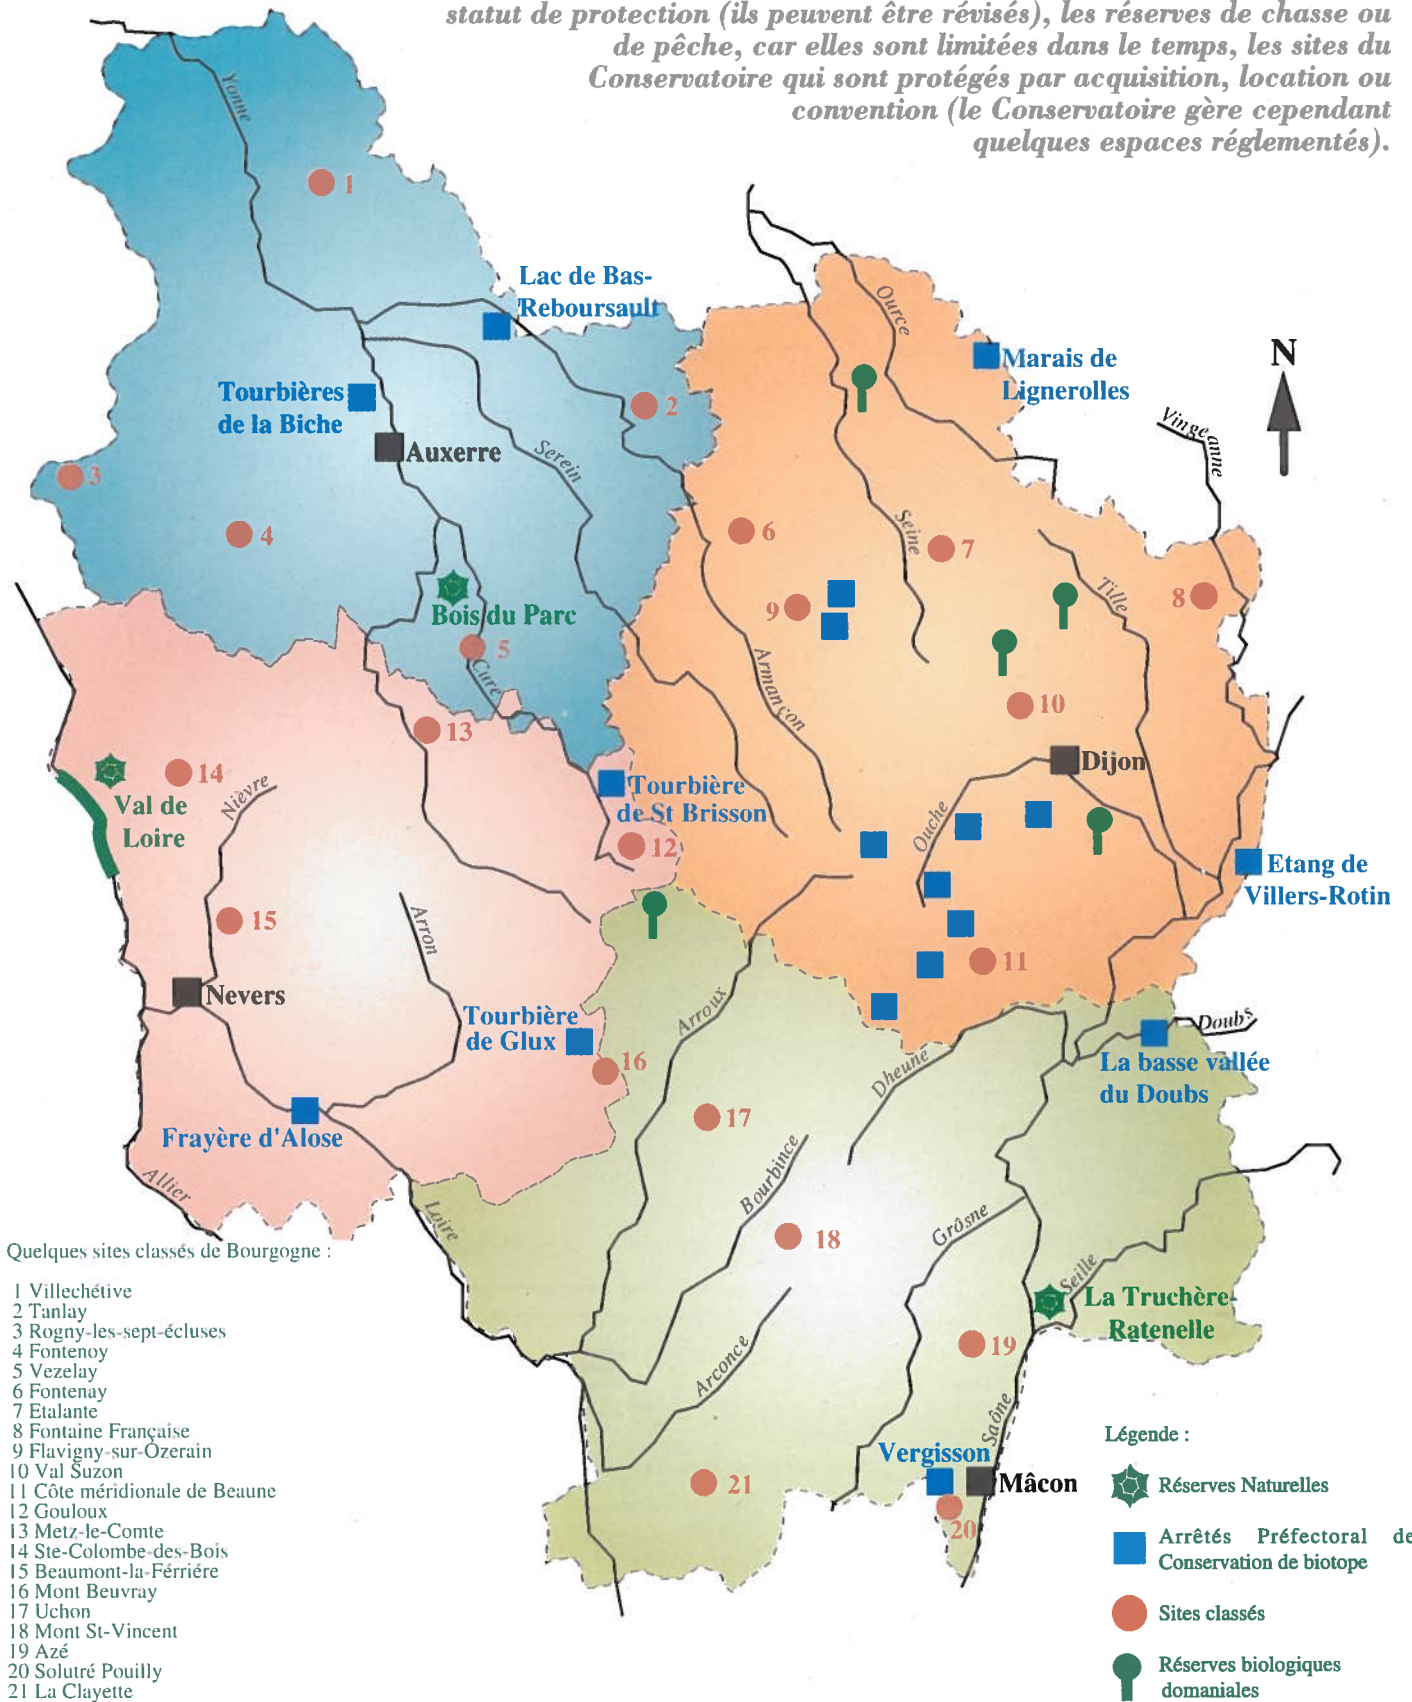 statut de protection (ils peuvent être révisés), les réserves de chasse ou
de pêche, car elles sont limitées dans le temps, les sites du
Conservatoire qui sont protégés par acquisition, location ou
convention (le Conservatoire gère cependant
quelques espaces réglementés).
Yonne
1
Lac de Bas-
Reboursault
Ource
Marais de
Lignerolles
N
Tourbières
de la Biche
2
Vingeanne
Auxerre
Serein
3
4
6
Seine
7
Bois du Parc
9
Tille
8
5
Cure
Armançon
10
13
Dijon
14
Nièvre
Val de
Loire
Tourbière
de St Brisson
12
Ouche
Etang de
Villers-Rotin
15
Arron
11
Nevers
Arroux
Tourbière
de Glux
16
Doubs
Dheune
La basse vallée
du Doubs
Frayère d'Alose
17
Allier
Bourbince
Loire
18
Grôsne
Seille
La Truchère-
Ratenelle
19
Arconce
Saône
Vergisson
Mâcon
21
20
Quelques sites classés de Bourgogne :
1 Villechétive
2 Tanlay
3 Rogny-les-sept-écluses
4 Fontenoy
5 Vezelay
6 Fontenay
7 Etalante
8 Fontaine Française
9 Flavigny-sur-Ozerain
10 Val Suzon
11 Côte méridionale de Beaune
12 Gouloux
13 Metz-le-Comte
14 Ste-Colombe-des-Bois
15 Beaumont-la-Férriére
16 Mont Beuvray
17 Uchon
18 Mont St-Vincent
19 Azé
20 Solutré Pouilly
21 La Clayette
Légende :
Réserves Naturelles
Arrêtés Préfectoral de
Conservation de biotope
Sites classés
Réserves biologiques
domaniales